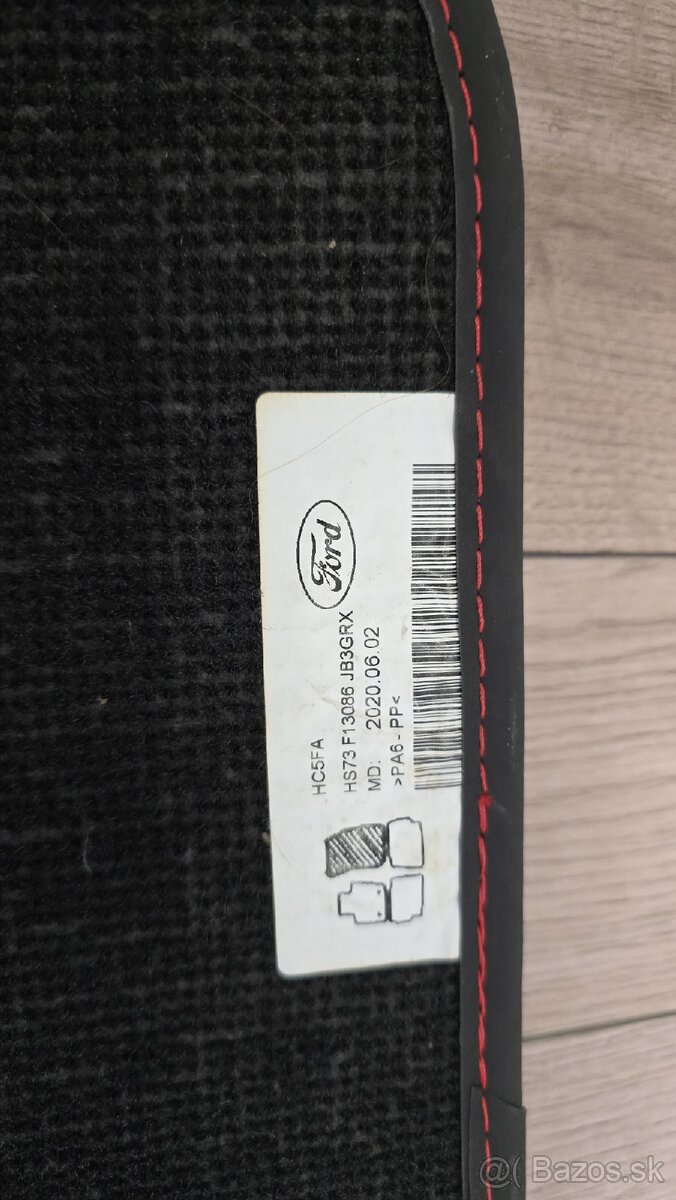 Ford
HC5FA
HS73 F13086 JB3GRX
MD: 2020.06.02
>PA6 - PP<
@( Bazos.sk